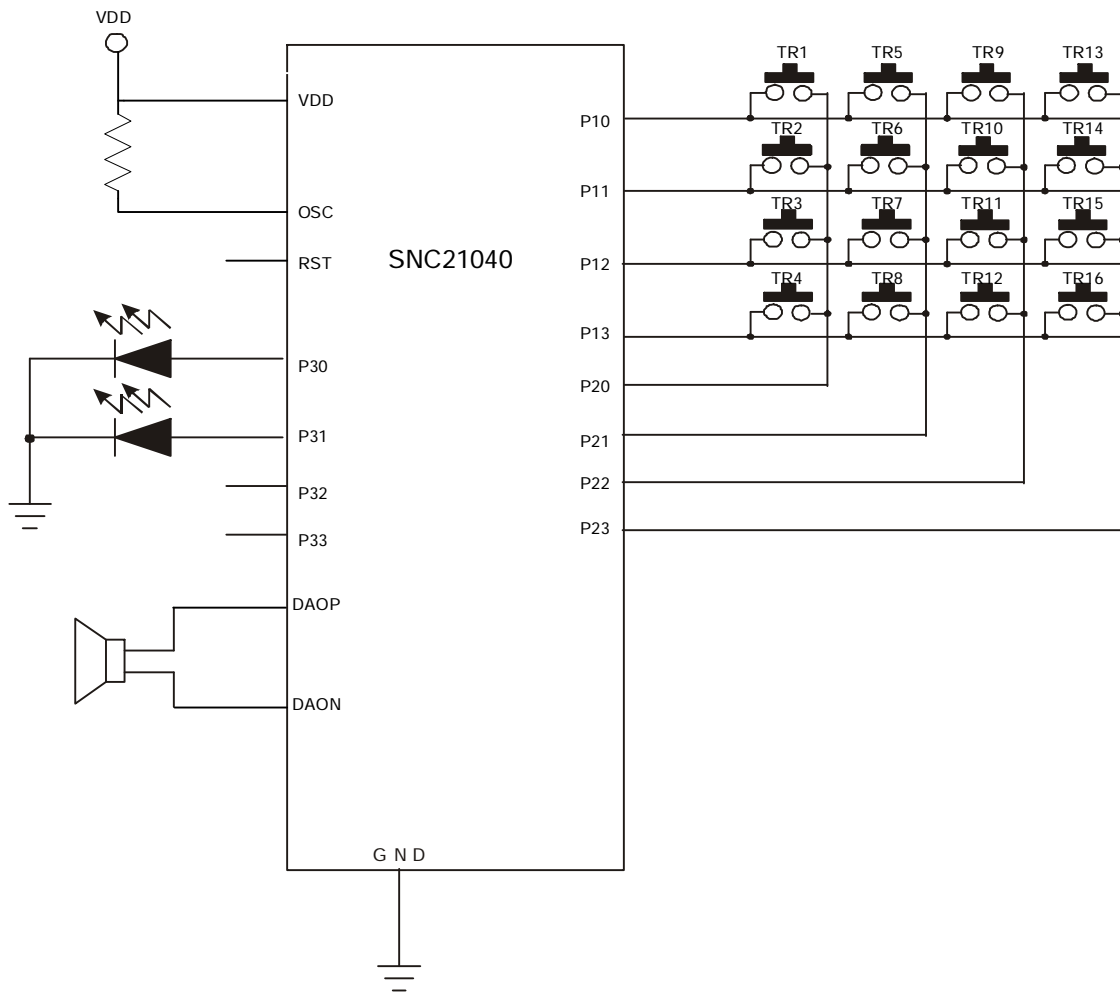 VDD
TR1 TR5 TR9 TR13
VDD
P10
TR2 TR6 TR10 TR14
P11
TR3 TR7 TR11 TR15
OSC
RST
SNC21040
P12
TR4 TR8 TR12 TR16
P13
P30
P20
P31
P21
P32
P22
P33
P23
DAOP
DAON
GND